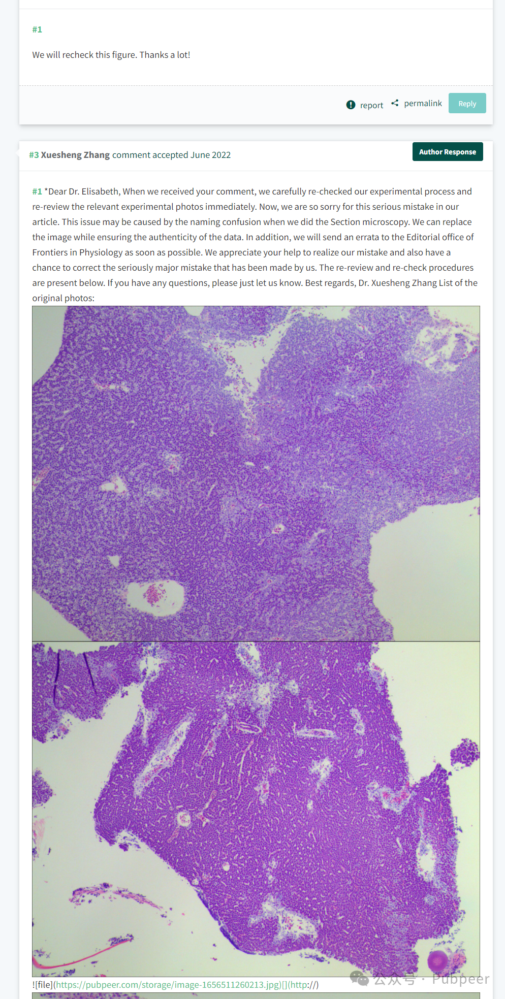 #1
We will recheck this figure. Thanks a lot!
report permalink Reply
#3 Xuesheng Zhang comment accepted June 2022 Author Response
#1 *Dear Dr. Elisabeth, When we received your comment, we carefully re-checked our experimental process and
re-review the relevant experimental photos immediately. Now, we are so sorry for this serious mistake in our
article. This issue may be caused by the naming confusion when we did the Section microscopy. We can replace
the image while ensuring the authenticity of the data. In addition, we will send an errata to the Editorial office of
Frontiers in Physiology as soon as possible. We appreciate your help to realize our mistake and also have a
chance to correct the seriously major mistake that has been made by us. The re-review and re-check procedures
are present below. If you have any questions, please just let us know. Best regards, Dr. Xuesheng Zhang List of the
original photos:
![file](https://pubpeer.com/storage/image-1656511260213.jpg)[](http://)
公众号 · Pubpeer